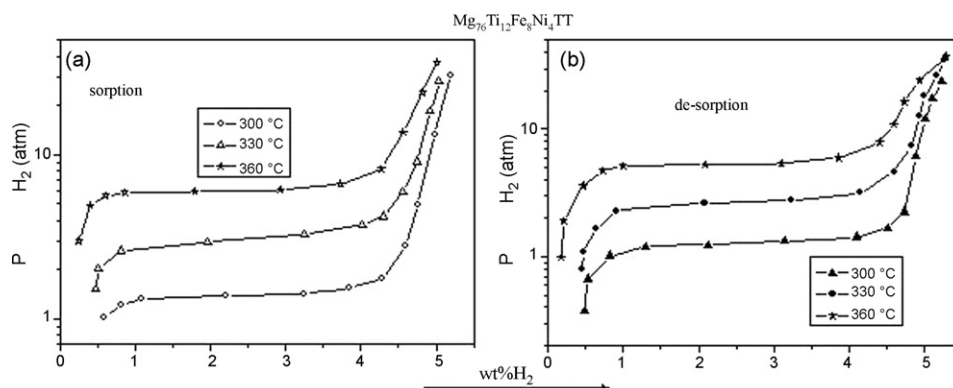 Mg₇₆Ti₁₂Fe₈Ni₄TT
(a)
sorption
300 °C
330 °C
360 °C
P H₂ (atm)
10
1
0 1 2 3 4 5
(b)
de-sorption
300 °C
330 °C
360 °C
P H₂ (atm)
10
1
0 1 2 3 4 5
wt%H₂